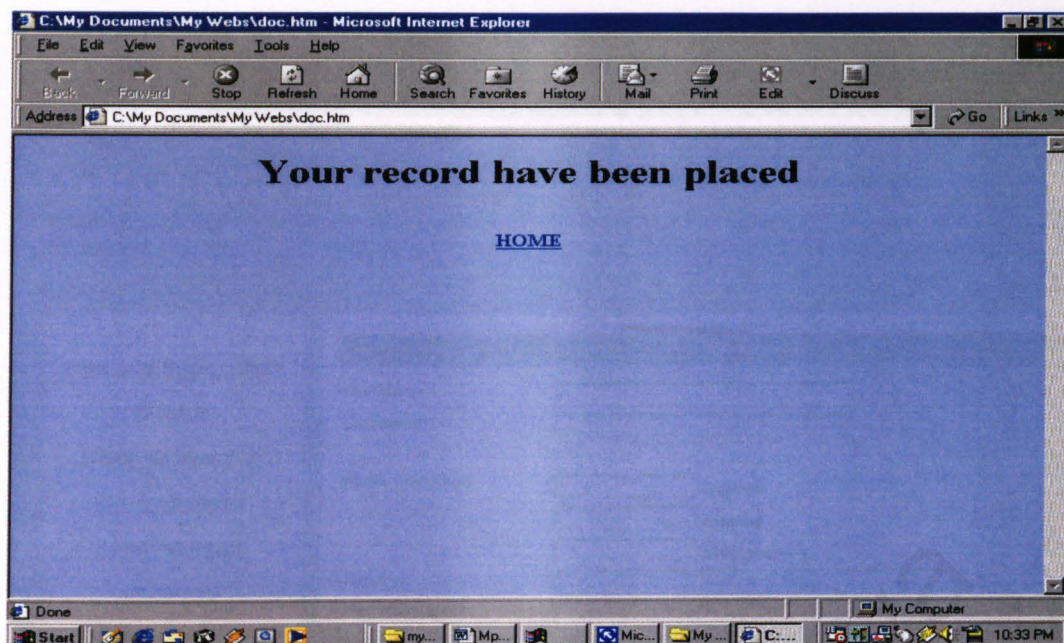 C:\My Documents\My Webs\doc.htm - Microsoft Internet Explorer
File Edit View Favorites Tools Help
Back Forward Stop Refresh Home Search Favorites History Mail Print Edit Discuss
Address C:\My Documents\My Webs\doc.htm Go Links »
Your record have been placed
HOME
Done My Computer
Start my... Mp... Mic... My ... C:.... 10:33 PM